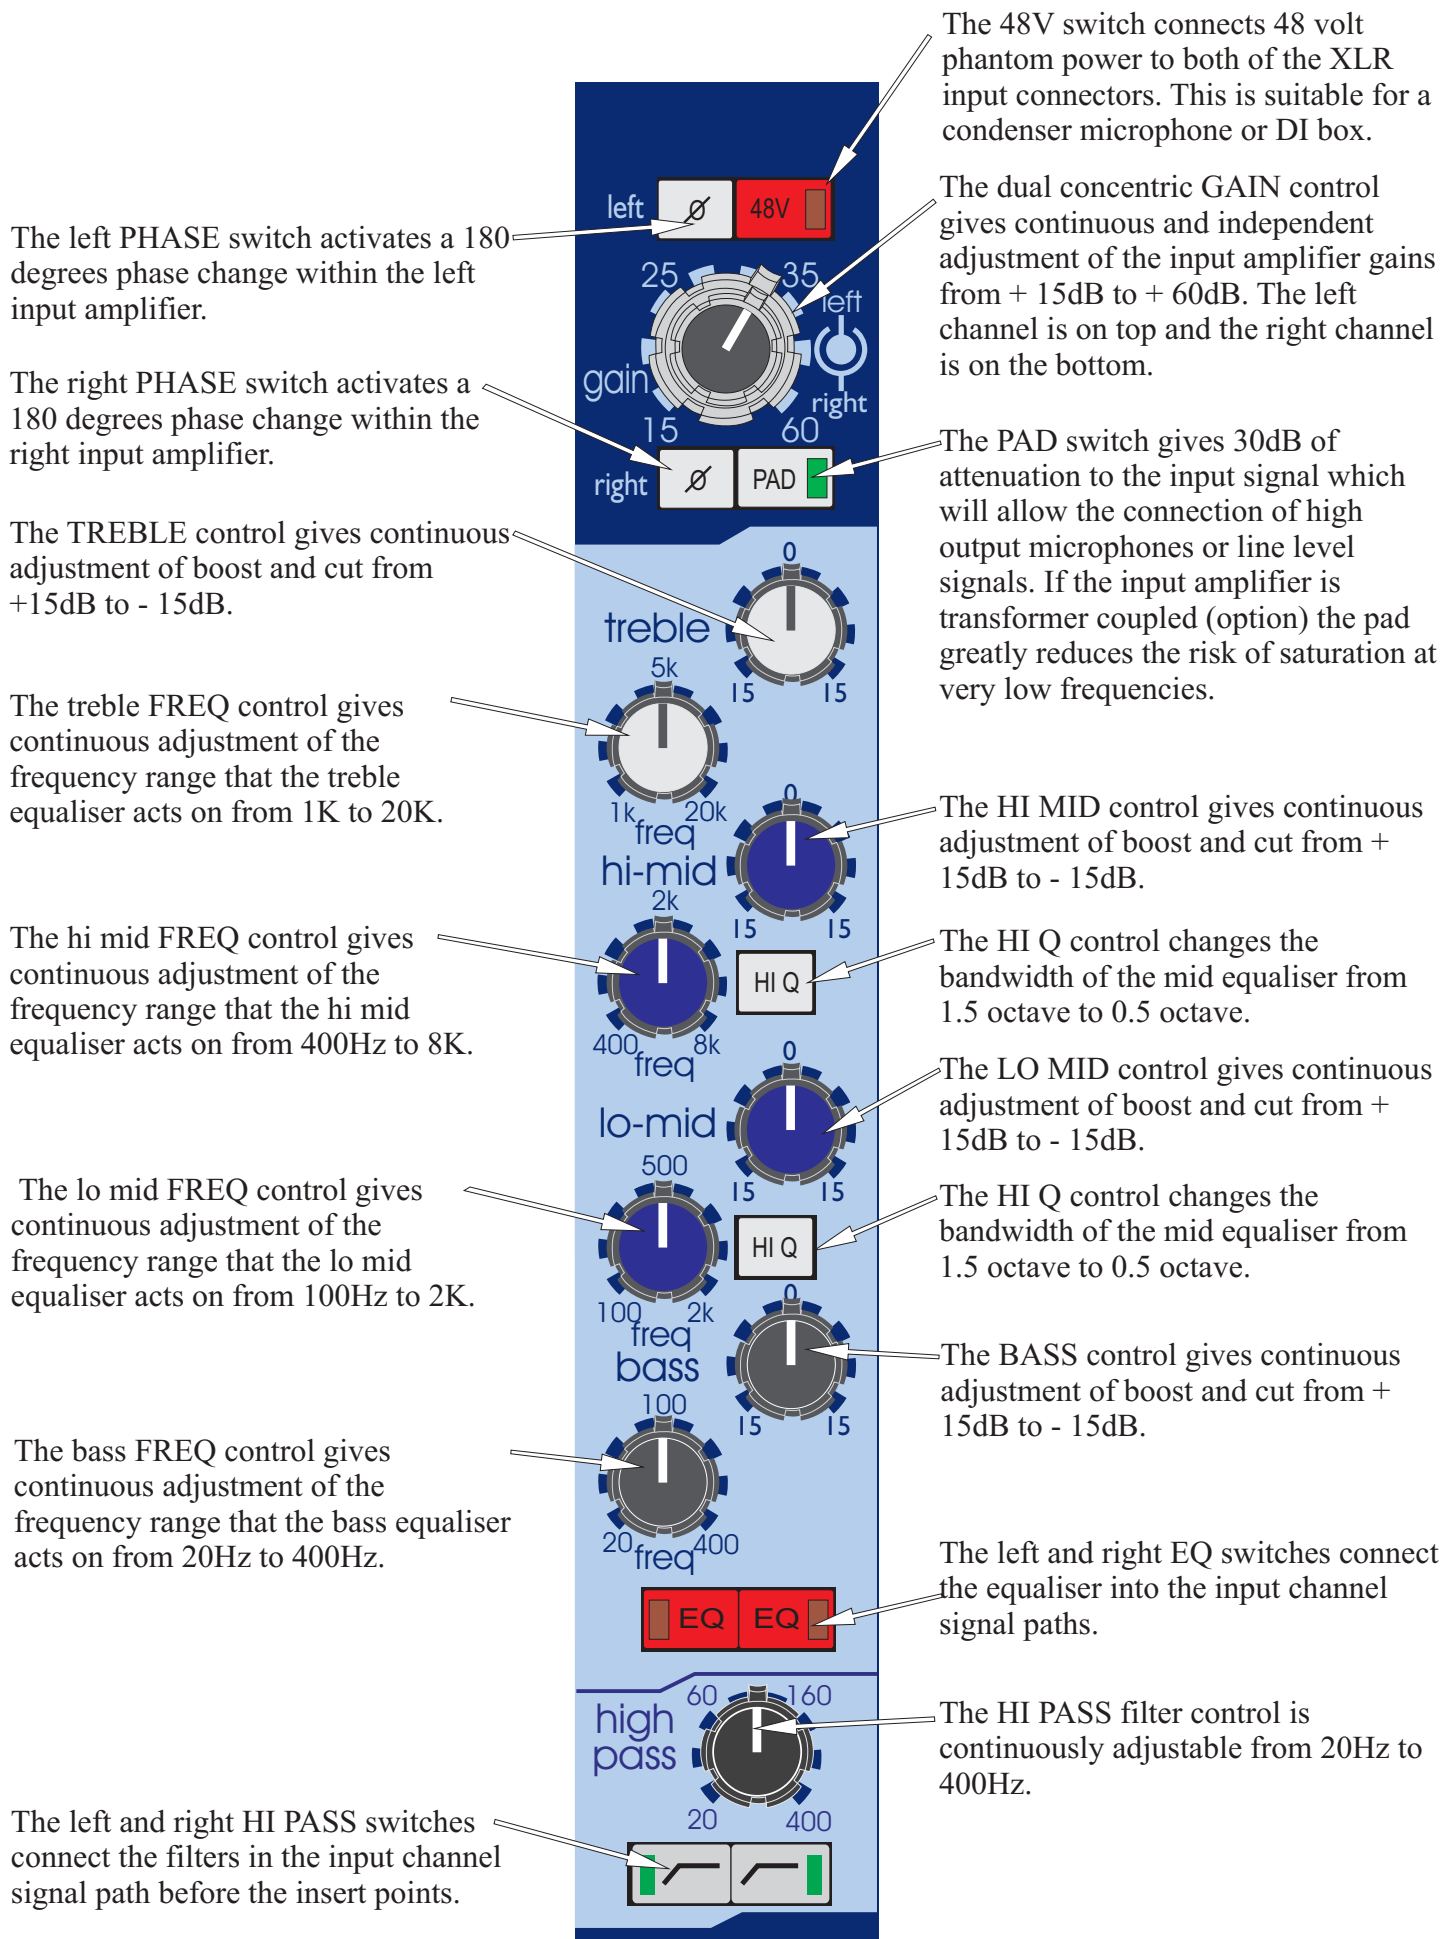 The 48V switch connects 48 volt
phantom power to both of the XLR
input connectors. This is suitable for a
condenser microphone or DI box.
The dual concentric GAIN control
gives continuous and independent
adjustment of the input amplifier gains
from + 15dB to + 60dB. The left
channel is on top and the right channel
is on the bottom.
The PAD switch gives 30dB of
attenuation to the input signal which
will allow the connection of high
output microphones or line level
signals. If the input amplifier is
transformer coupled (option) the pad
greatly reduces the risk of saturation at
very low frequencies.
The HI MID control gives continuous
adjustment of boost and cut from +
15dB to - 15dB.
The HI Q control changes the
bandwidth of the mid equaliser from
1.5 octave to 0.5 octave.
The LO MID control gives continuous
adjustment of boost and cut from +
15dB to - 15dB.
The HI Q control changes the
bandwidth of the mid equaliser from
1.5 octave to 0.5 octave.
The BASS control gives continuous
adjustment of boost and cut from +
15dB to - 15dB.
The left and right EQ switches connect
the equaliser into the input channel
signal paths.
The HI PASS filter control is
continuously adjustable from 20Hz to
400Hz.
The left PHASE switch activates a 180
degrees phase change within the left
input amplifier.
The right PHASE switch activates a
180 degrees phase change within the
right input amplifier.
The TREBLE control gives continuous
adjustment of boost and cut from
+15dB to - 15dB.
The treble FREQ control gives
continuous adjustment of the
frequency range that the treble
equaliser acts on from 1K to 20K.
The hi mid FREQ control gives
continuous adjustment of the
frequency range that the hi mid
equaliser acts on from 400Hz to 8K.
The lo mid FREQ control gives
continuous adjustment of the
frequency range that the lo mid
equaliser acts on from 100Hz to 2K.
The bass FREQ control gives
continuous adjustment of the
frequency range that the bass equaliser
acts on from 20Hz to 400Hz.
The left and right HI PASS switches
connect the filters in the input channel
signal path before the insert points.
left Ø 48V
25 35
left
gain
right
15 60
right Ø PAD
0
treble
15 15
5k
1k 20k
freq
0
hi-mid
15 15
2k
HI Q
400 8k
freq
0
lo-mid
15 15
500
HI Q
100 2k
freq
0
bass
15 15
100
20 400
freq
EQ EQ
60 160
high
pass
20 400